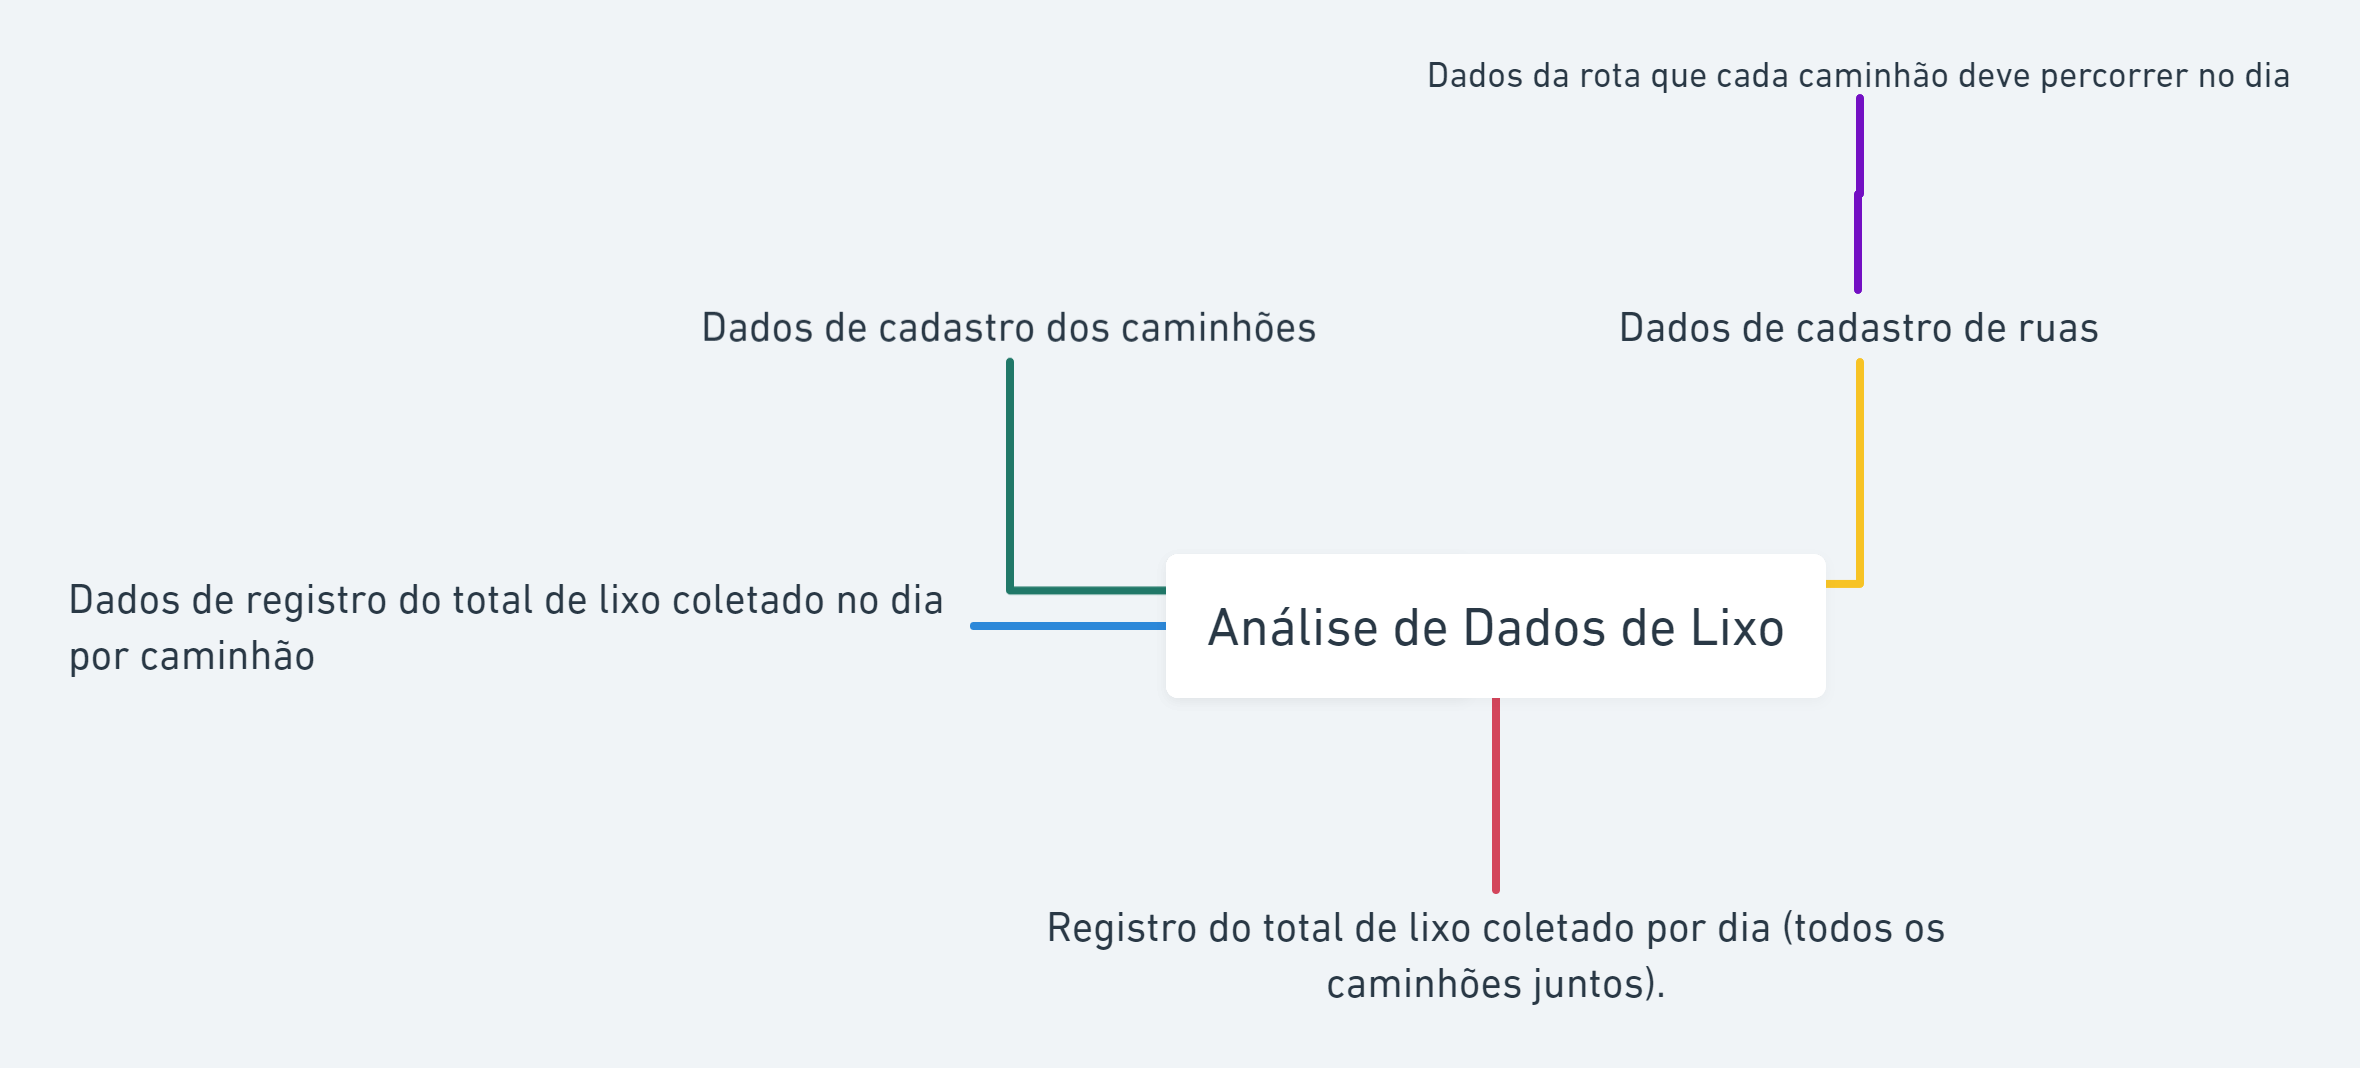 Dados da rota que cada caminhão deve percorrer no dia
Dados de cadastro dos caminhões
Dados de cadastro de ruas
Dados de registro do total de lixo coletado no dia
por caminhão
Análise de Dados de Lixo
Registro do total de lixo coletado por dia (todos os
caminhões juntos).